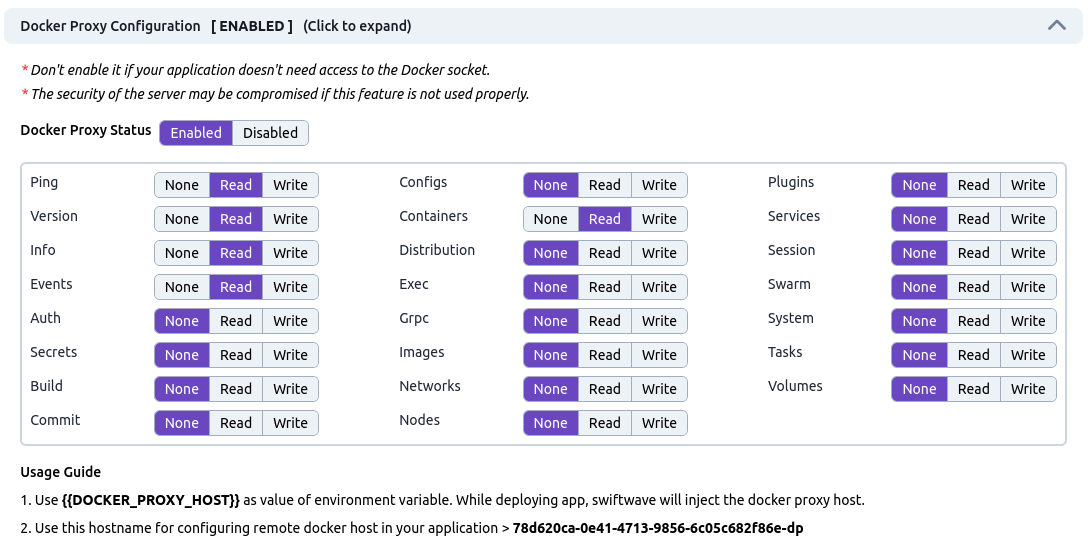 Docker Proxy Configuration [ ENABLED ] (Click to expand)
* Don't enable it if your application doesn't need access to the Docker socket.
* The security of the server may be compromised if this feature is not used properly.
Docker Proxy Status Enabled Disabled
Ping None Read Write Configs None Read Write Plugins None Read Write
Version None Read Write Containers None Read Write Services None Read Write
Info None Read Write Distribution None Read Write Session None Read Write
Events None Read Write Exec None Read Write Swarm None Read Write
Auth None Read Write Grpc None Read Write System None Read Write
Secrets None Read Write Images None Read Write Tasks None Read Write
Build None Read Write Networks None Read Write Volumes None Read Write
Commit None Read Write Nodes None Read Write
Usage Guide
1. Use {{DOCKER_PROXY_HOST}} as value of environment variable. While deploying app, swiftwave will inject the docker proxy host.
2. Use this hostname for configuring remote docker host in your application > 78d620ca-0e41-4713-9856-6c05c682f86e-dp